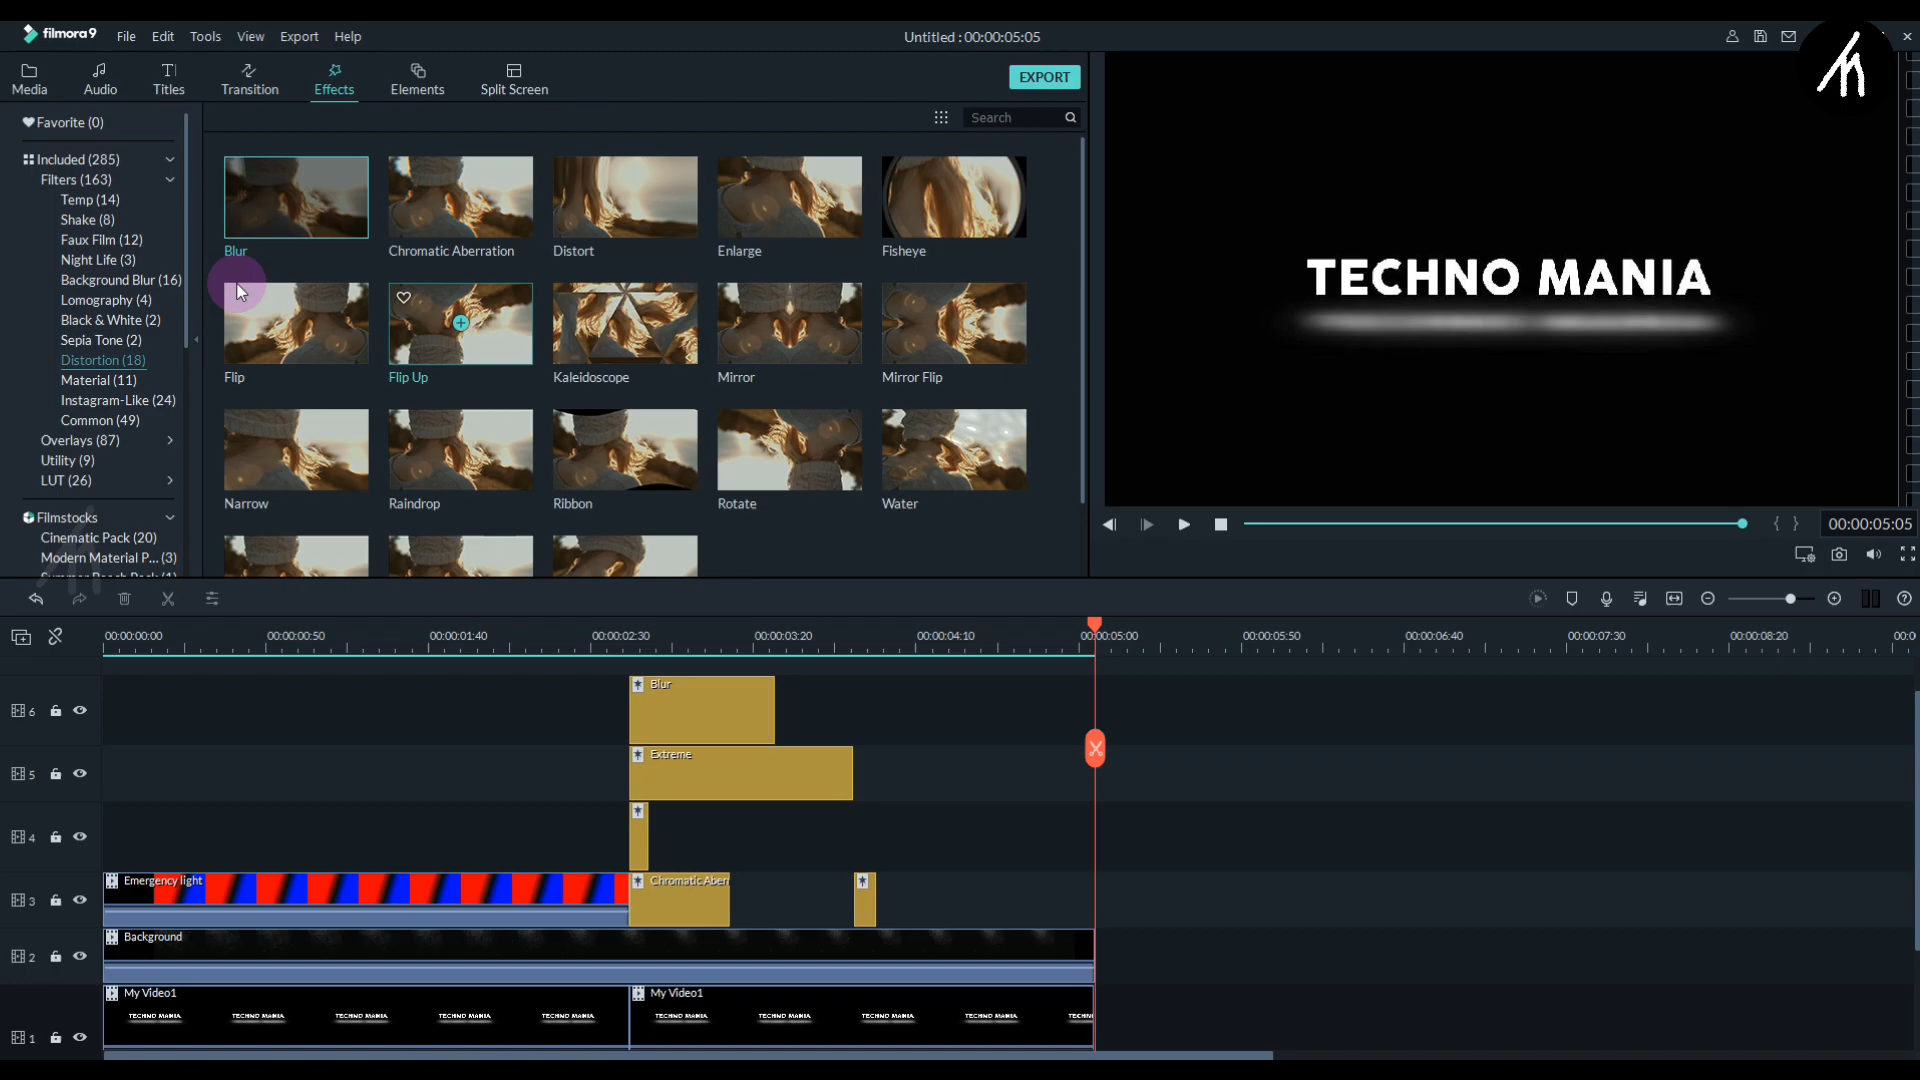 filmora9 File Edit Tools View Export Help Untitled : 00:00:05:05
Media Audio Titles Transition Effects Elements Split Screen EXPORT
Favorite (0)
Search
Included (285)
Filters (163)
Temp (14)
Shake (8)
Faux Film (12)
Night Life (3)
Background Blur (16)
Lomography (4)
Black & White (2)
Sepia Tone (2)
Distortion (18)
Material (11)
Instagram-Like (24)
Common (49)
Overlays (87)
Utility (9)
LUT (26)
Filmstocks
Cinematic Pack (20)
Modern Material P... (3)
Blur Chromatic Aberration Distort Enlarge Fisheye
Flip Flip Up Kaleidoscope Mirror Mirror Flip
Narrow Raindrop Ribbon Rotate Water
TECHNO MANIA
00:00:05:05
00:00:00:00 00:00:00:50 00:00:01:40 00:00:02:30 00:00:03:20 00:00:04:10 00:00:05:00 00:00:05:50 00:00:06:40 00:00:07:30 00:00:08:20 00:0
6 Blur
5 Extreme
4
3 Emergency light Chromatic Aberr
2 Background
1 My Video1 My Video1
TECHNO MANIA TECHNO MANIA TECHNO MANIA TECHNO MANIA TECHNO MANIA TECHNO MANIA TECHNO MANIA TECHNO MANIA TECHNO MANIA TECHN